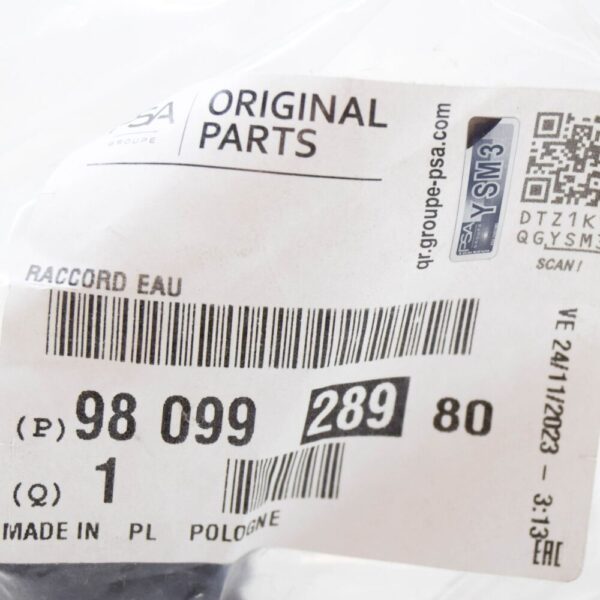 PSA
GROUPE
ORIGINAL
PARTS
qr.groupe-psa.com
PSA
YSM3
DTZ1K
QGYSM3
SCAN!
RACCORD EAU
(P) 98 099 289 80
(Q) 1
MADE IN PL POLOGNE
VE 24/11/2023 - 3:13
EAC